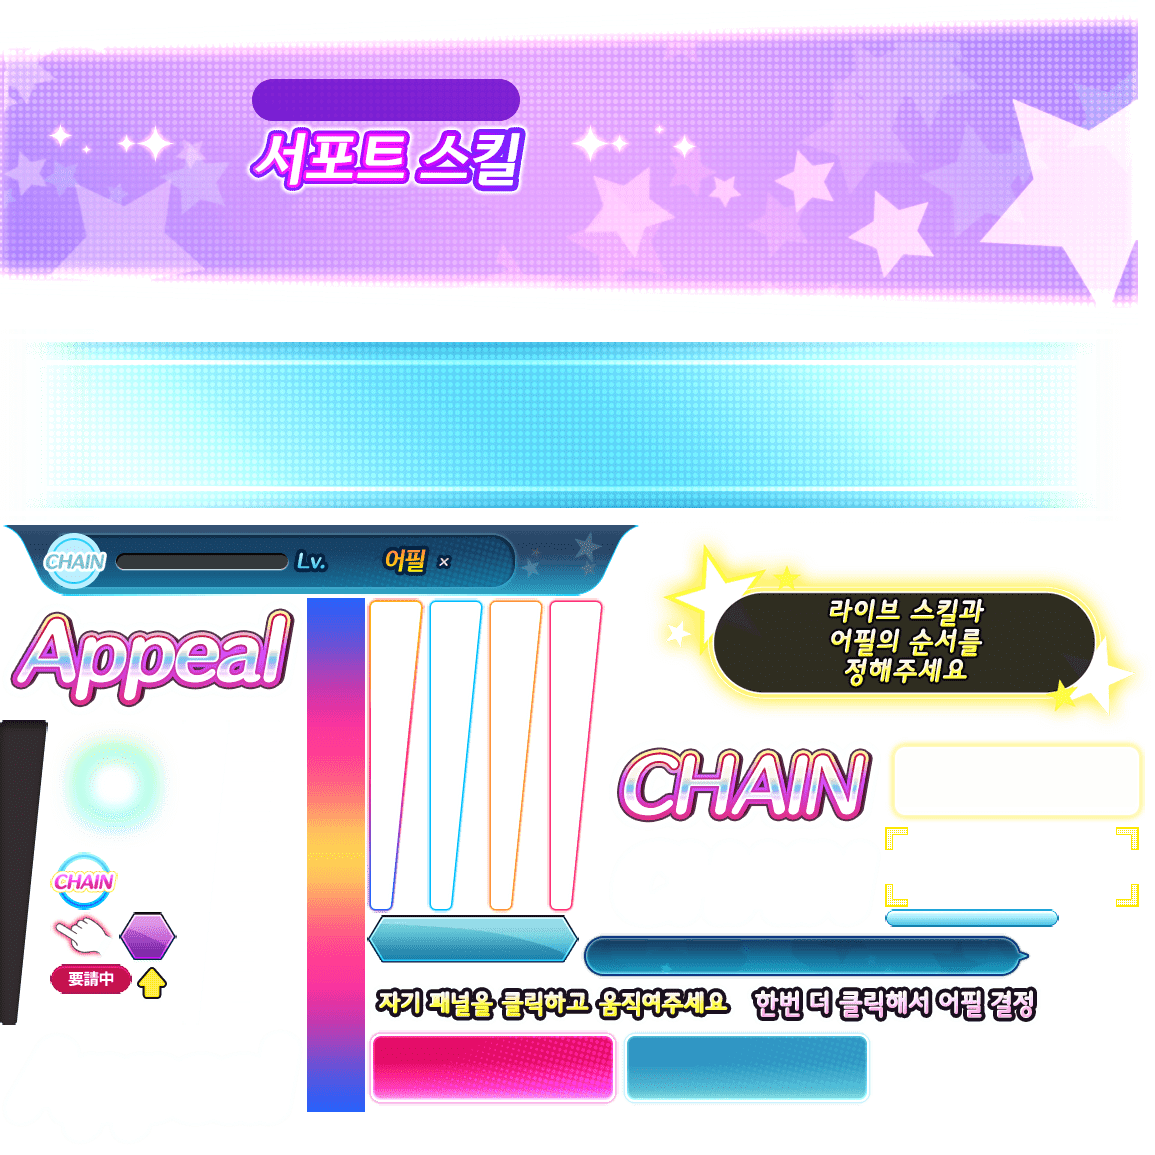 서포트 스킬
CHAIN
Lv.
어필 ×
라이브 스킬과
어필의 순서를
정해주세요
Appeal
CHAIN
CHAIN
要請中
자기 패널을 클릭하고 움직여주세요
한번 더 클릭해서 어필 결정